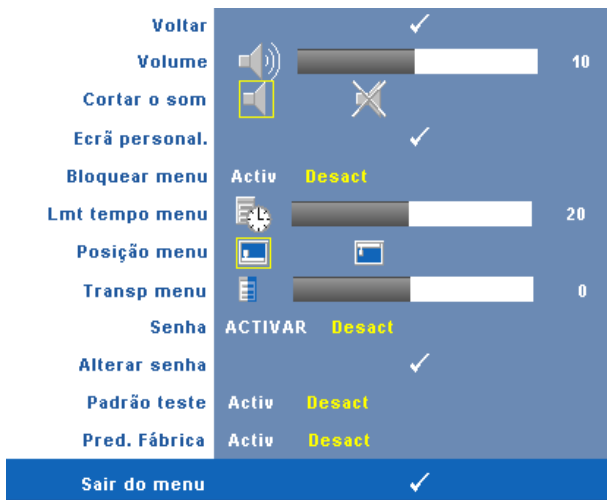 Voltar
Volume 10
Cortar o som
Ecrã personal.
Bloquear menu Activ Desact
Lmt tempo menu 20
Posição menu
Transp menu 0
Senha ACTIVAR Desact
Alterar senha
Padrão teste Activ Desact
Pred. Fábrica Activ Desact
Sair do menu